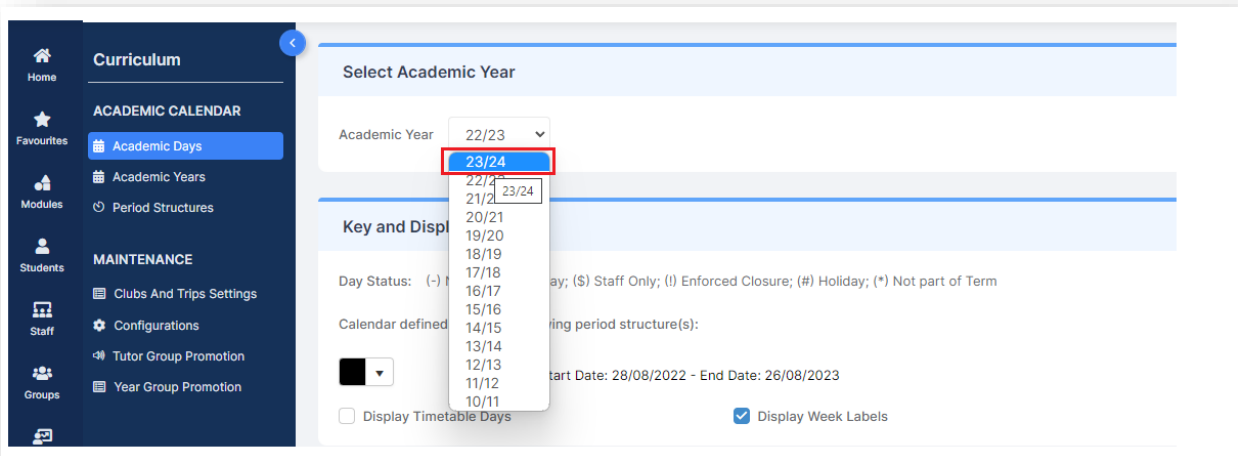 Home
Favourites
Modules
Students
Staff
Groups
Curriculum
ACADEMIC CALENDAR
Academic Days
Academic Years
Period Structures
MAINTENANCE
Clubs And Trips Settings
Configurations
Tutor Group Promotion
Year Group Promotion
Select Academic Year
Academic Year 22/23
23/24
22/2
23/24
21/2
20/21
19/20
18/19
17/18
16/17
15/16
14/15
13/14
12/13
11/12
10/11
Key and Displ
Day Status: (-) ay; ($) Staff Only; (!) Enforced Closure; (#) Holiday; (*) Not part of Term
Calendar defined ing period structure(s):
tart Date: 28/08/2022 - End Date: 26/08/2023
Display Timetable Days
Display Week Labels